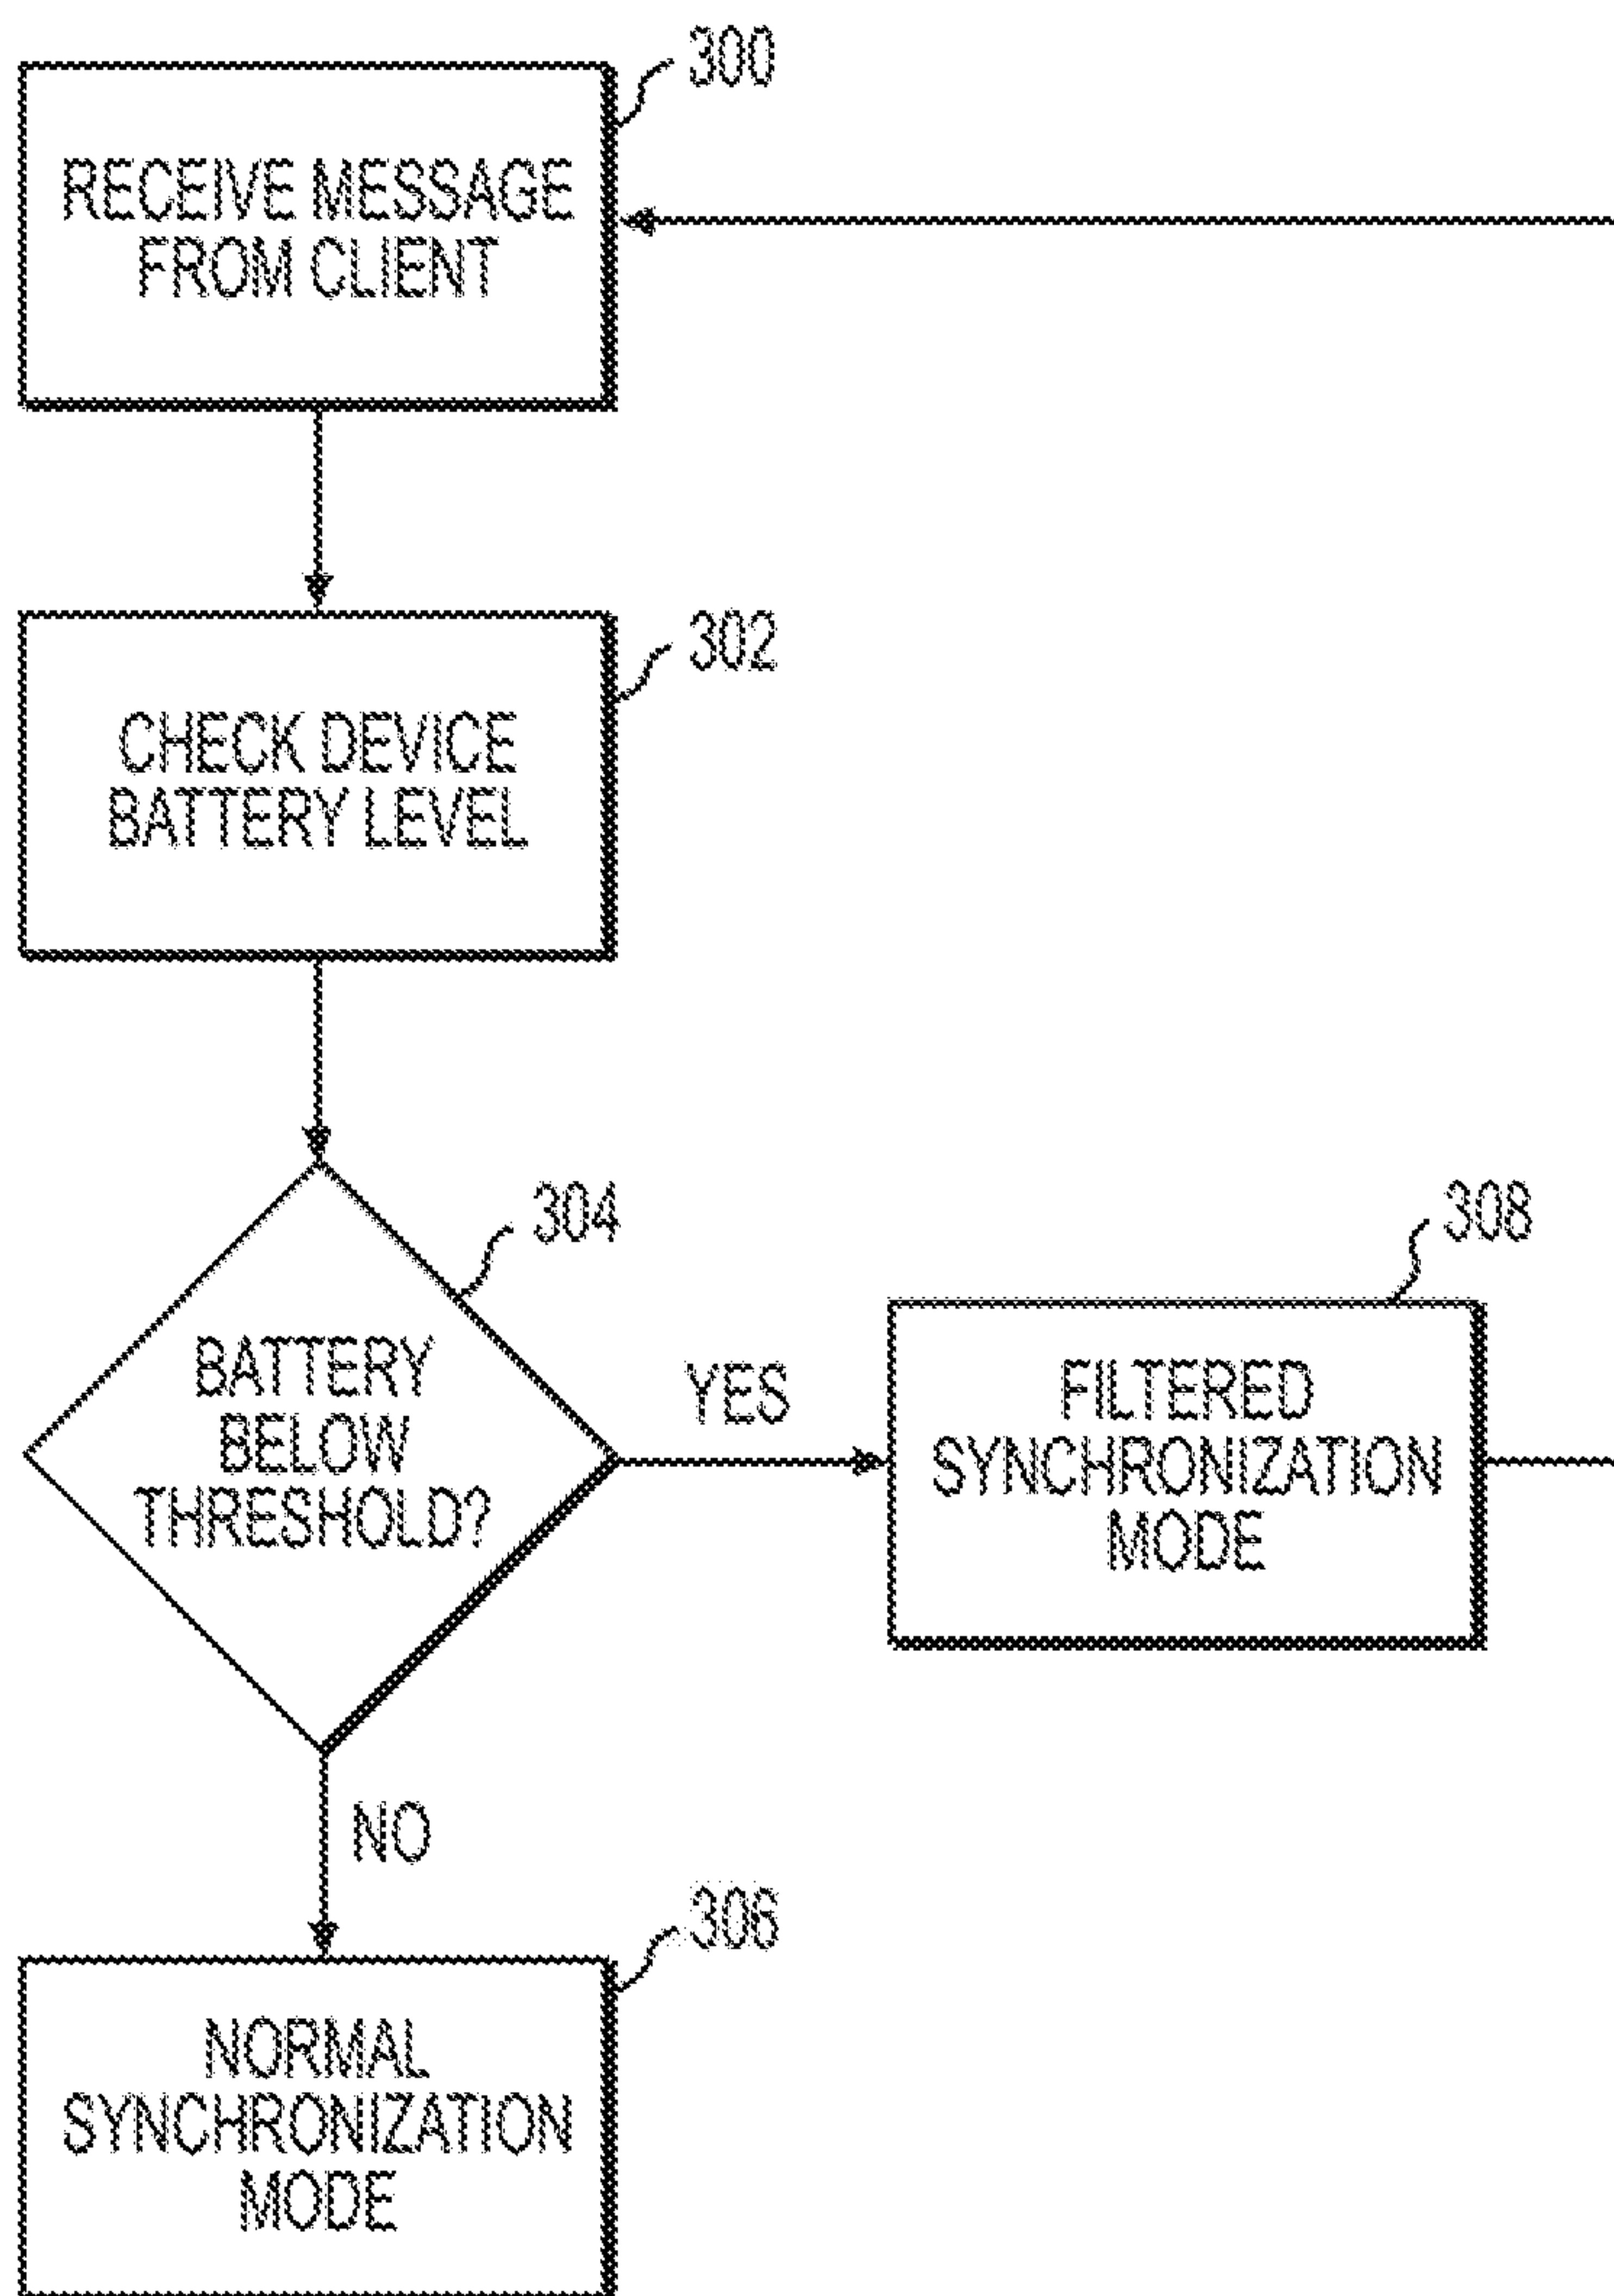 300
RECEIVE MESSAGE
FROM CLIENT
302
CHECK DEVICE
BATTERY LEVEL
304
BATTERY
BELOW
THRESHOLD?
YES
308
FILTERED
SYNCHRONIZATION
MODE
NO
306
NORMAL
SYNCHRONIZATION
MODE